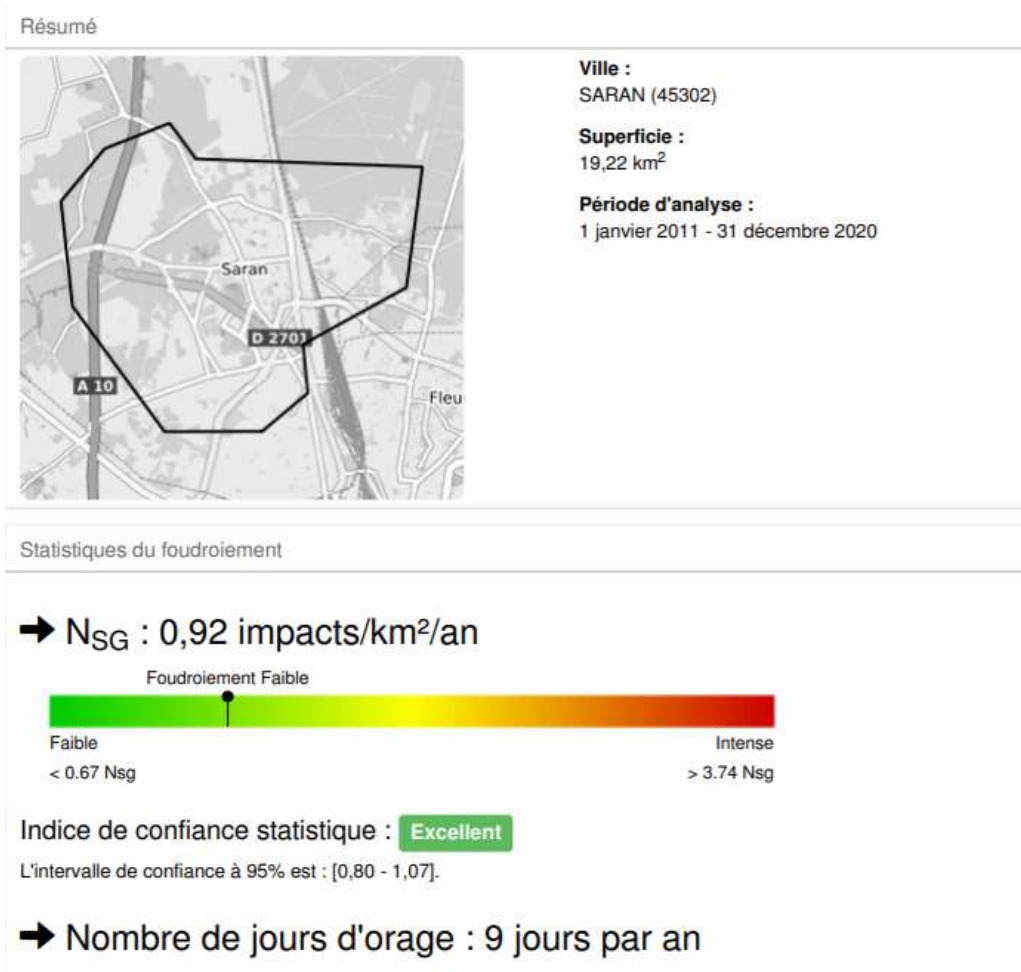 Résumé
Saran
D 2701
A 10
Fleu
Ville :
SARAN (45302)
Superficie :
19,22 km²
Période d'analyse :
1 janvier 2011 - 31 décembre 2020
Statistiques du foudroiement
➔ NSG : 0,92 impacts/km²/an
Foudroiement Faible
Faible
Intense
< 0.67 Nsg
> 3.74 Nsg
Indice de confiance statistique : Excellent
L'intervalle de confiance à 95% est : [0,80 - 1,07].
➔ Nombre de jours d'orage : 9 jours par an